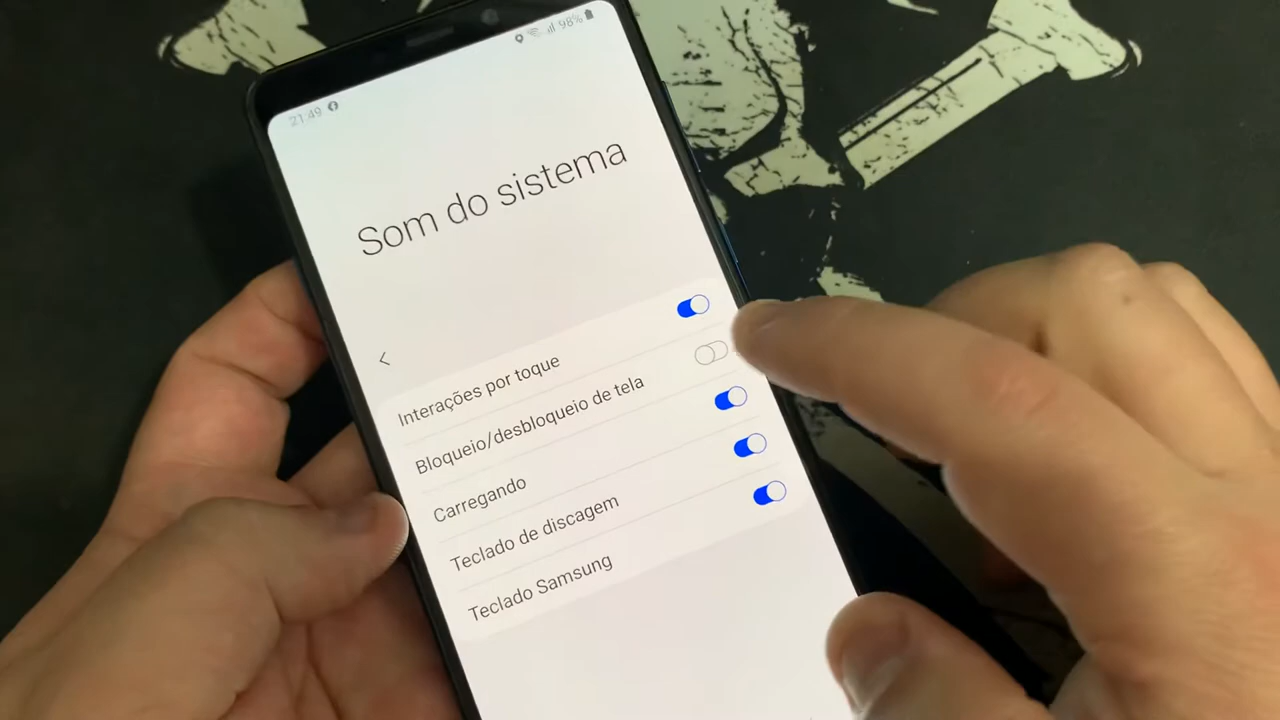 21:49
98%
Som do sistema
Interações por toque
Bloqueio/desbloqueio de tela
Carregando
Teclado de discagem
Teclado Samsung